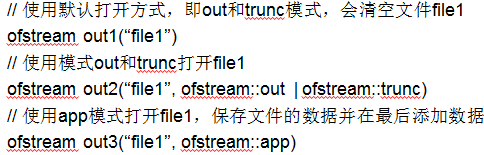 // 使用默认打开方式，即out和trunc模式，会清空文件file1
ofstream out1(“file1”)
// 使用模式out和trunc打开file1
ofstream out2(“file1”, ofstream::out | ofstream::trunc)
// 使用app模式打开file1，保存文件的数据并在最后添加数据
ofstream out3(“file1”, ofstream::app)